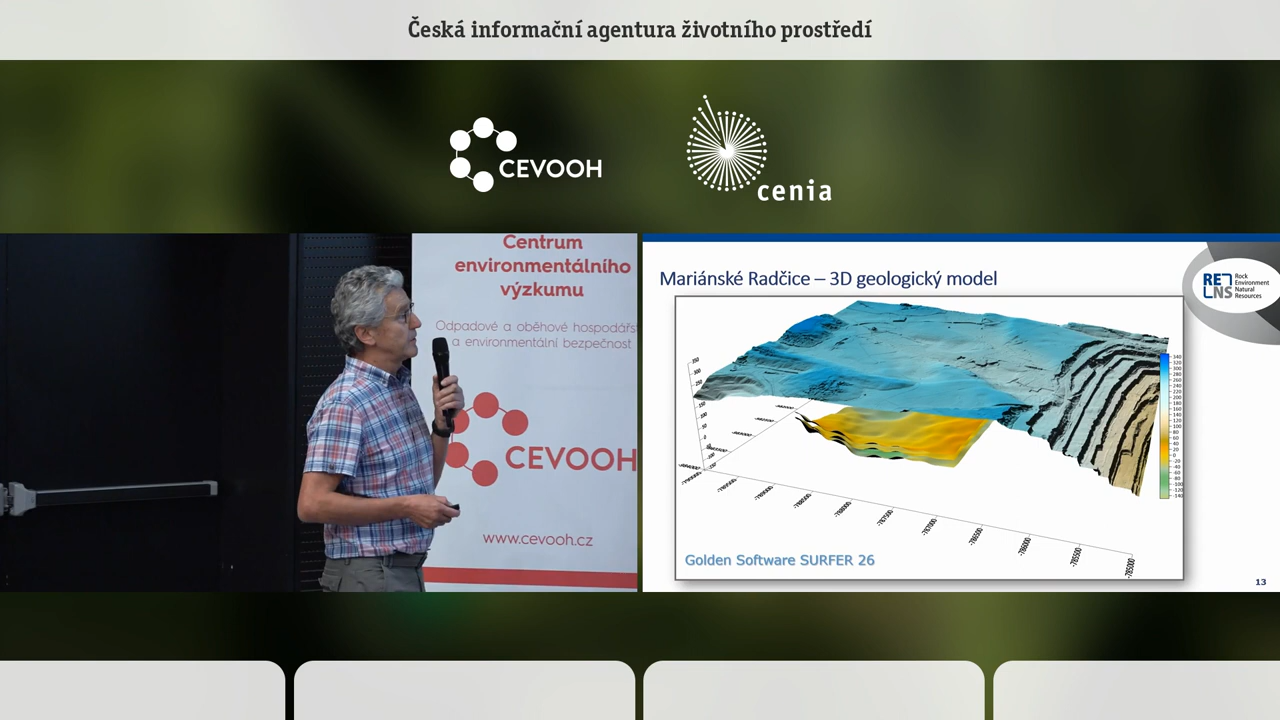 Česká informační agentura životního prostředí
CEVOOH
cenia
Centrum
environmentálního
výzkumu
Odpadové a oběhové hospodářs
a environmentální bezpečnost
CEVOOH
www.cevooh.cz
Mariánské Radčice – 3D geologický model
RE
NS
Rock
Environment
Natural
Resources
Golden Software SURFER 26
13